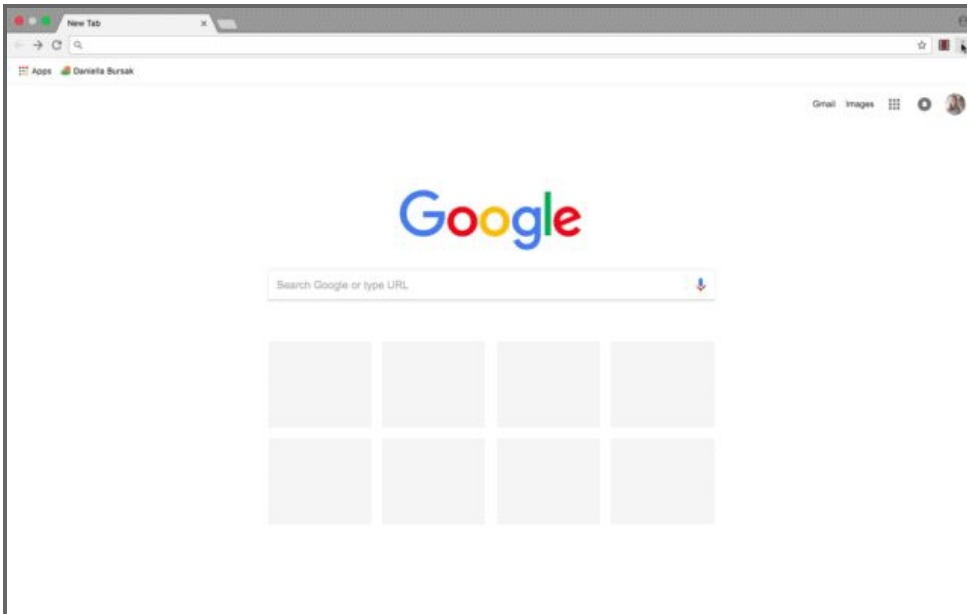 New Tab
Apps Daniella Bursak
Gmail Images
Google
Search Google or type URL